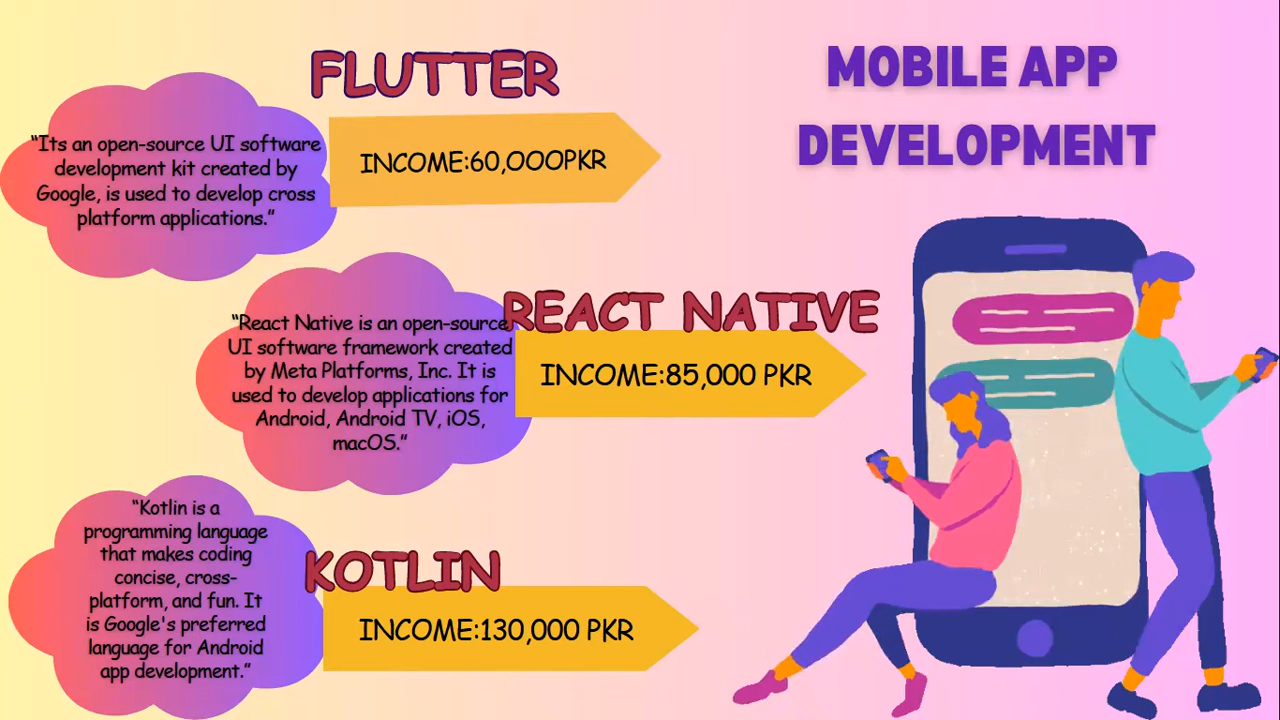 MOBILE APP
DEVELOPMENT
FLUTTER
“Its an open-source UI software
development kit created by
Google, is used to develop cross
platform applications.”
INCOME:60,000PKR
REACT NATIVE
“React Native is an open-source
UI software framework created
by Meta Platforms, Inc. It is
used to develop applications for
Android, Android TV, iOS,
macOS.”
INCOME:85,000 PKR
KOTLIN
“Kotlin is a
programming language
that makes coding
concise, cross-
platform, and fun. It
is Google's preferred
language for Android
app development.”
INCOME:130,000 PKR